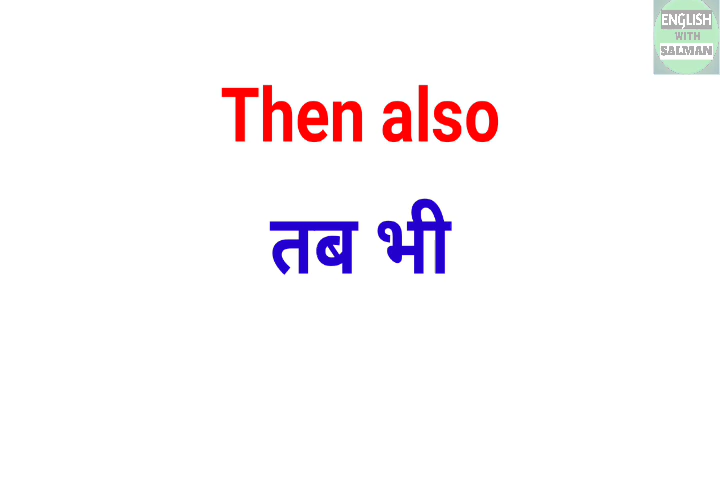 ENGLISH
WITH
SALMAN
Then also
तब भी